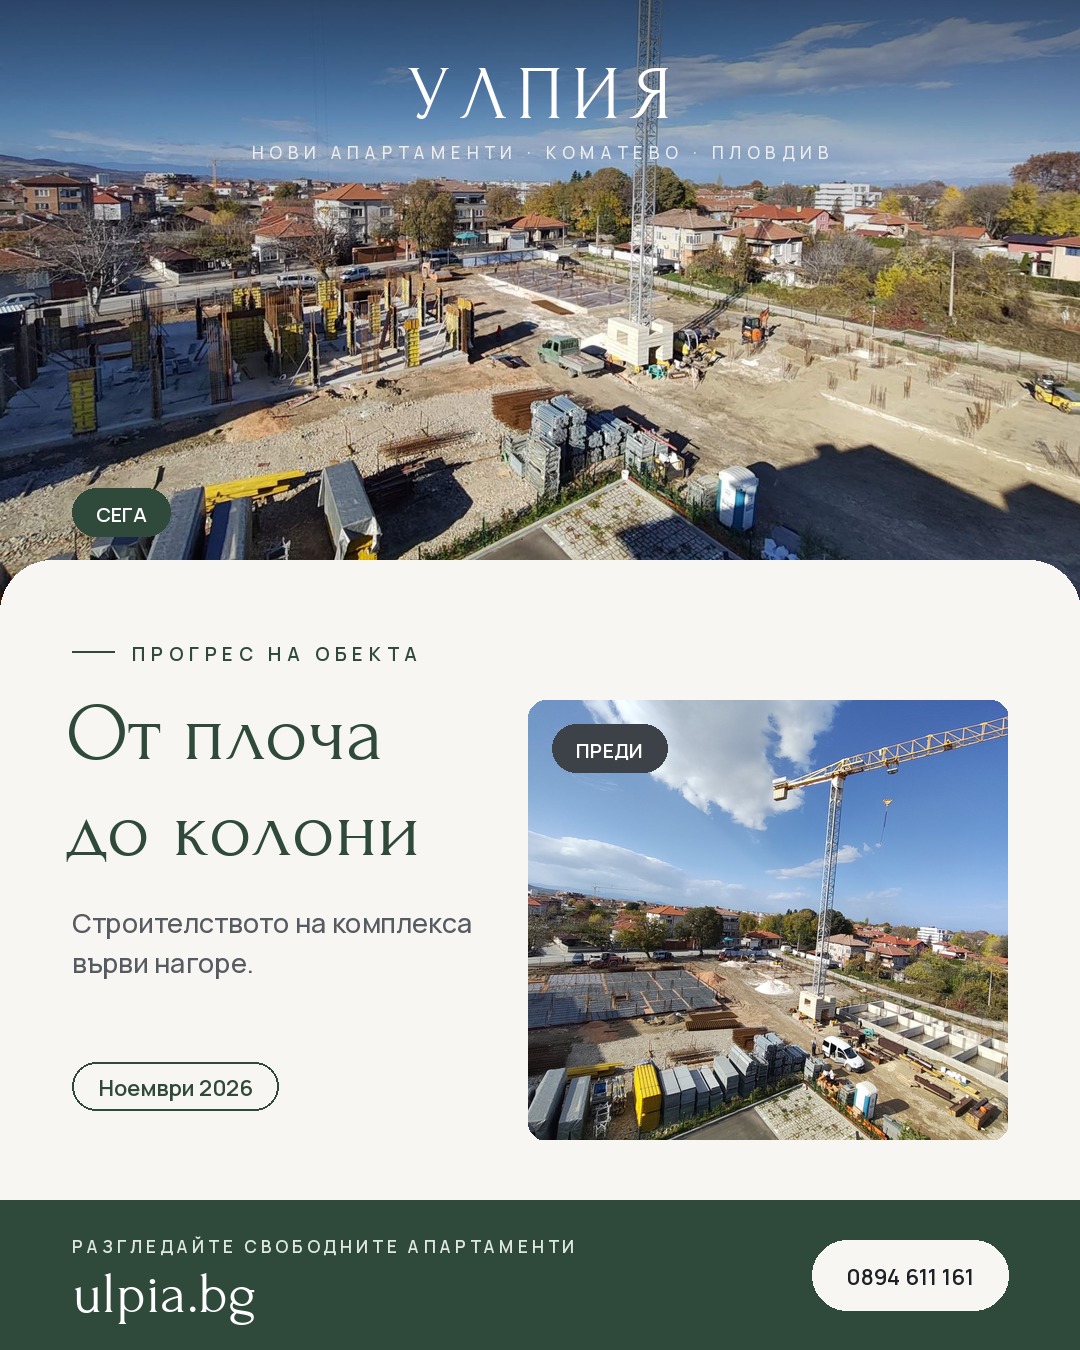 УЛПИЯ
НОВИ АПАРТАМЕНТИ · КОМАТЕВО · ПЛОВДИВ
СЕГА
ПРОГРЕС НА ОБЕКТА
От плоча
до колони
ПРЕДИ
Строителството на комплекса
върви нагоре.
Ноември 2026
РАЗГЛЕДАЙТЕ СВОБОДНИТЕ АПАРТАМЕНТИ
ulpia.bg
0894 611 161